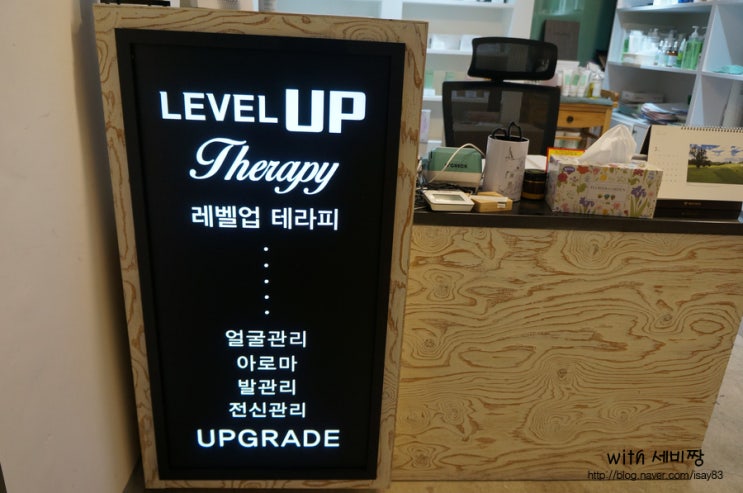 LEVEL UP
Therapy
레벨업 테라피
얼굴관리
아로마
발관리
전신관리
UPGRADE
with 세비짱
http://blog.naver.com/isay83